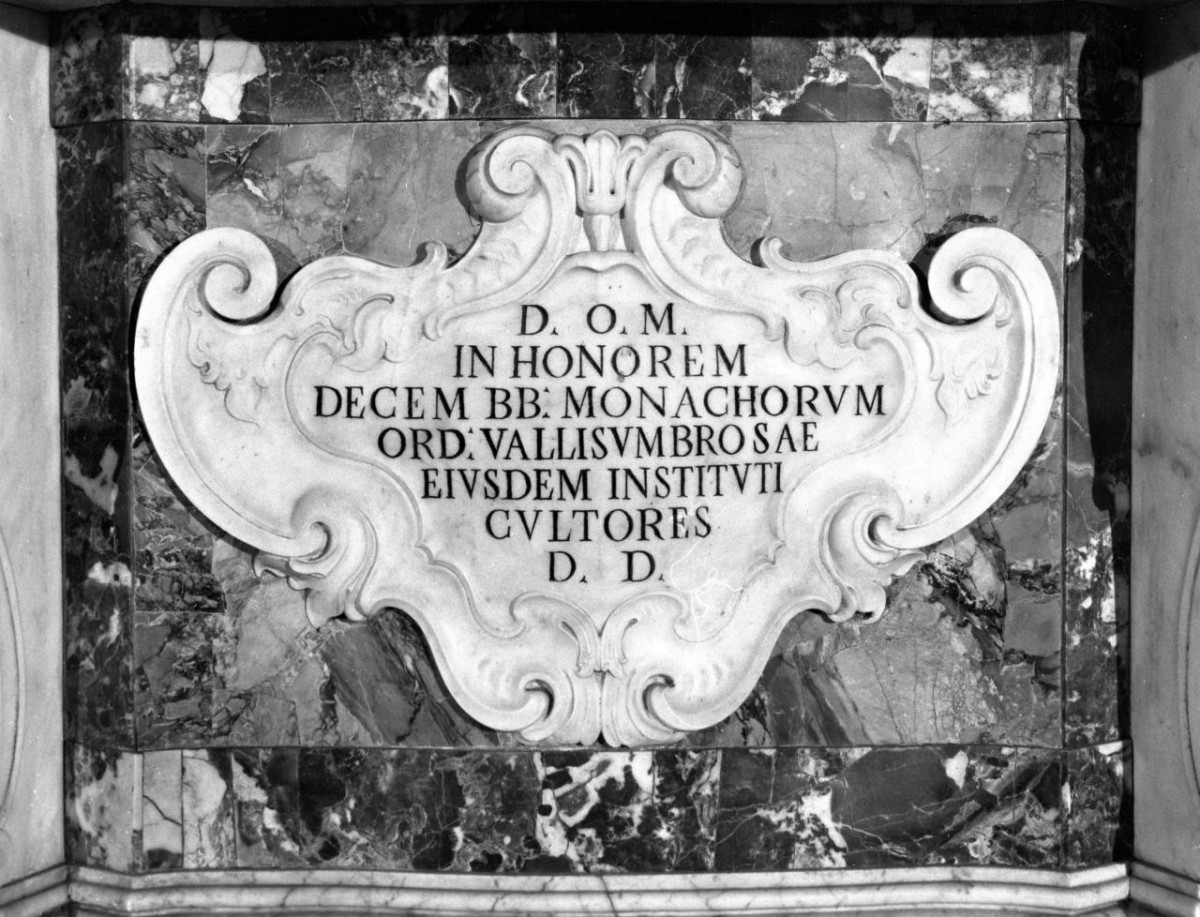 D. O. M.
IN HONOREM
DECEM BB: MONACHORVM
ORD: VALLISVMBROSAE
EIVSDEM INSTITVTI
CVLTORES
D. D.